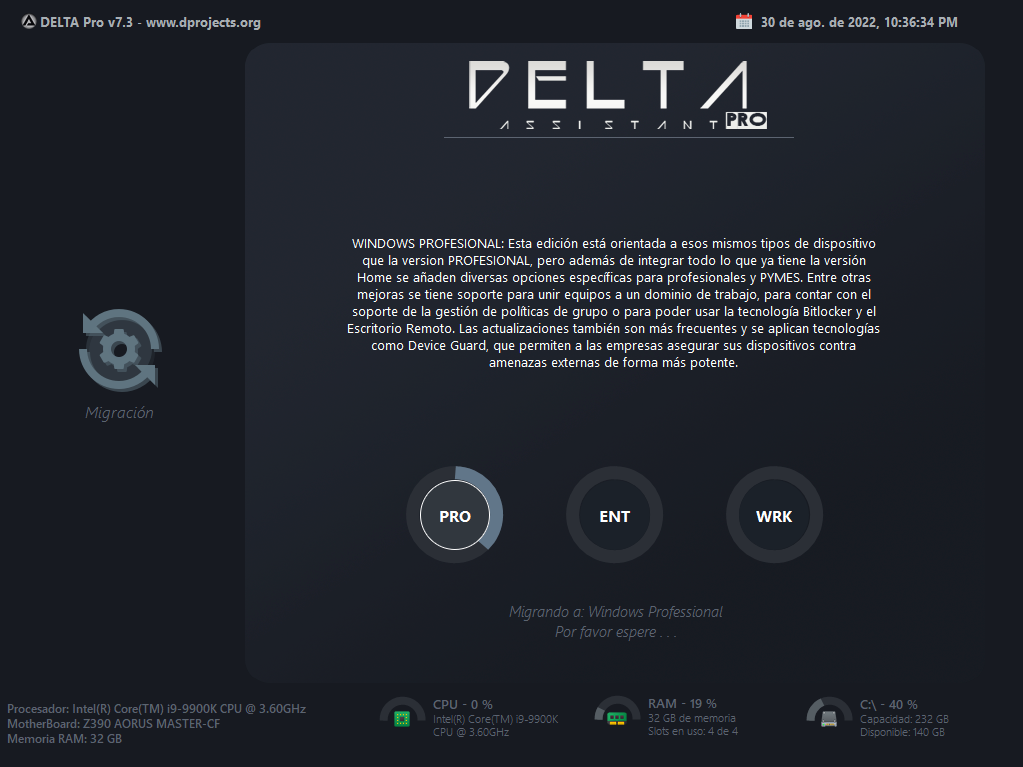 DELTA Pro v7.3 - www.dprojects.org
30 de ago. de 2022, 10:36:34 PM
DELTA
ASSISTANT PRO
WINDOWS PROFESIONAL: Esta edición está orientada a esos mismos tipos de dispositivo
que la version PROFESIONAL, pero además de integrar todo lo que ya tiene la versión
Home se añaden diversas opciones específicas para profesionales y PYMES. Entre otras
mejoras se tiene soporte para unir equipos a un dominio de trabajo, para contar con el
soporte de la gestión de políticas de grupo o para poder usar la tecnología Bitlocker y el
Escritorio Remoto. Las actualizaciones también son más frecuentes y se aplican tecnologías
como Device Guard, que permiten a las empresas asegurar sus dispositivos contra
amenazas externas de forma más potente.
Migración
PRO
ENT
WRK
Migrando a: Windows Professional
Por favor espere . . .
Procesador: Intel(R) Core(TM) i9-9900K CPU @ 3.60GHz
MotherBoard: Z390 AORUS MASTER-CF
Memoria RAM: 32 GB
CPU - 0 %
Intel(R) Core(TM) i9-9900K
CPU @ 3.60GHz
RAM - 19 %
32 GB de memoria
Slots en uso: 4 de 4
C:\ - 40 %
Capacidad: 232 GB
Disponible: 140 GB